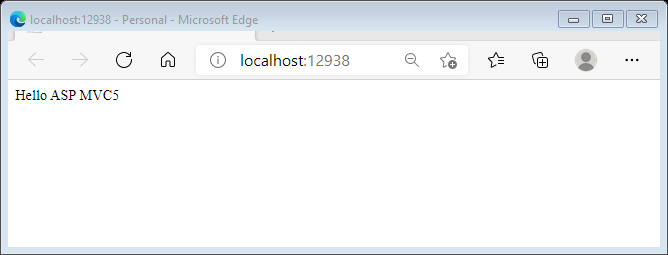 localhost:12938 - Personal - Microsoft Edge
localhost:12938
Hello ASP MVC5